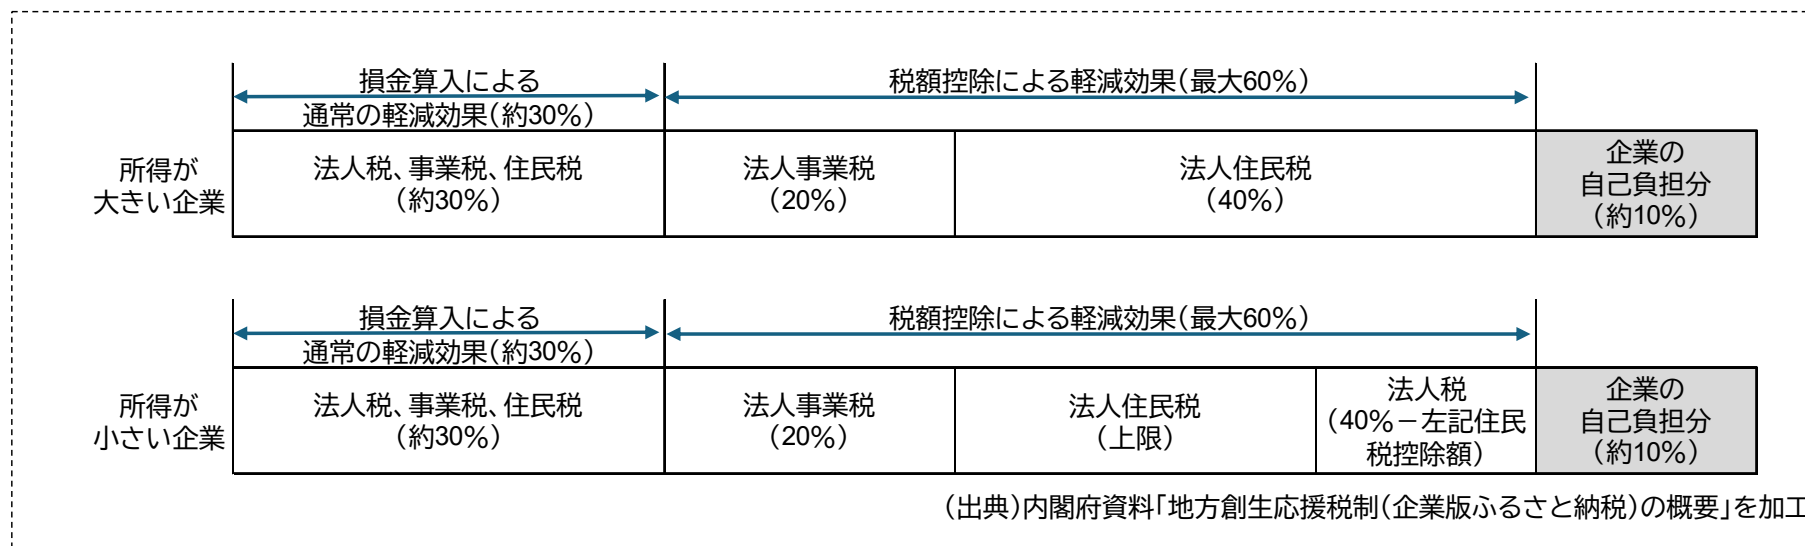 損金算入による
通常の軽減効果（約30％）
税額控除による軽減効果（最大60％）
所得が
大きい企業
法人税、事業税、住民税
（約30％）
法人事業税
（20％）
法人住民税
（40％）
企業の
自己負担分
（約10％）
損金算入による
通常の軽減効果（約30％）
税額控除による軽減効果（最大60％）
所得が
小さい企業
法人税、事業税、住民税
（約30％）
法人事業税
（20％）
法人住民税
（上限）
法人税
（40％－左記住民
税控除額）
企業の
自己負担分
（約10％）
（出典）内閣府資料「地方創生応援税制（企業版ふるさと納税）の概要」を加工